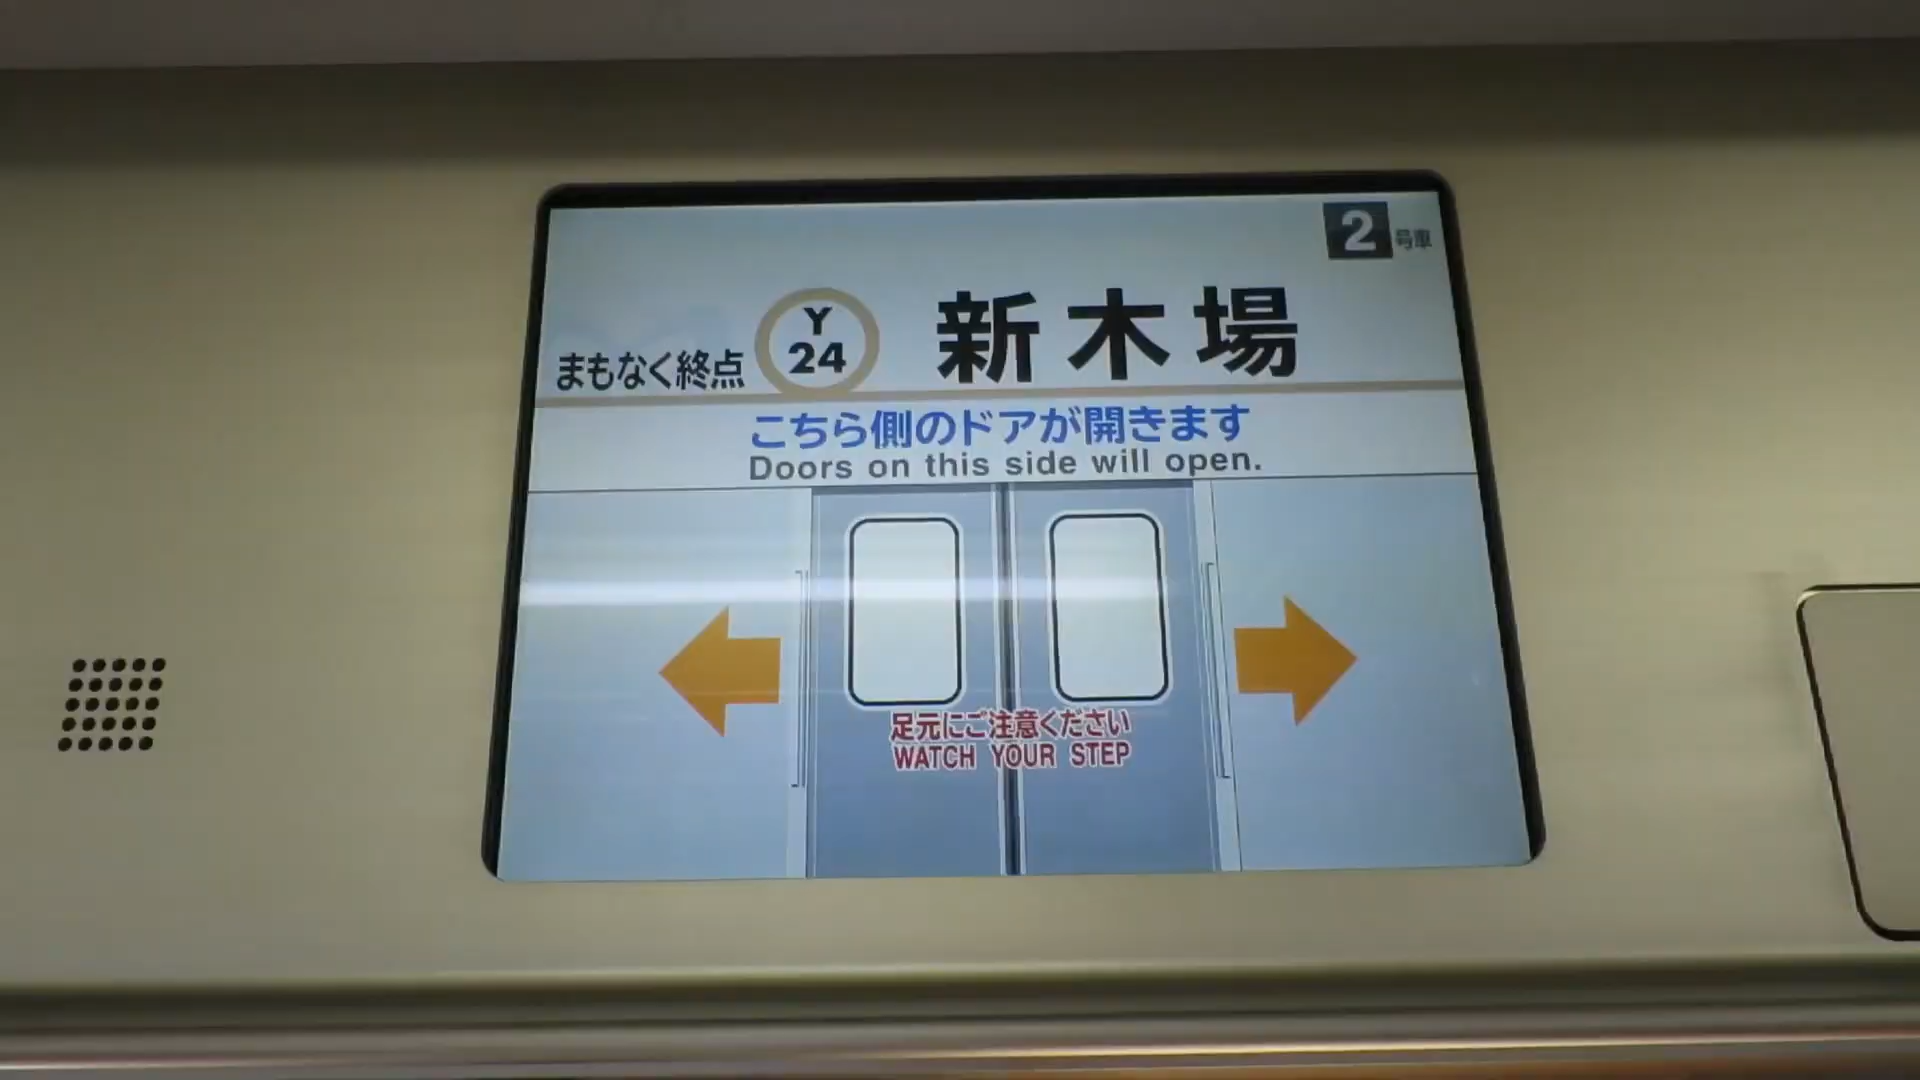 2号車
まもなく終点
Y
24
新木場
こちら側のドアが開きます
Doors on this side will open.
足元にご注意ください
WATCH YOUR STEP